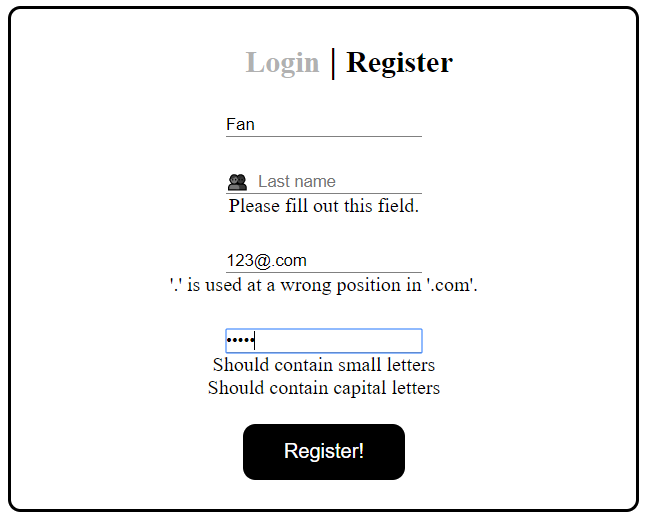 Login | Register
Fan
Last name
Please fill out this field.
123@.com
'.' is used at a wrong position in '.com'.
•••••
Should contain small letters
Should contain capital letters
Register!